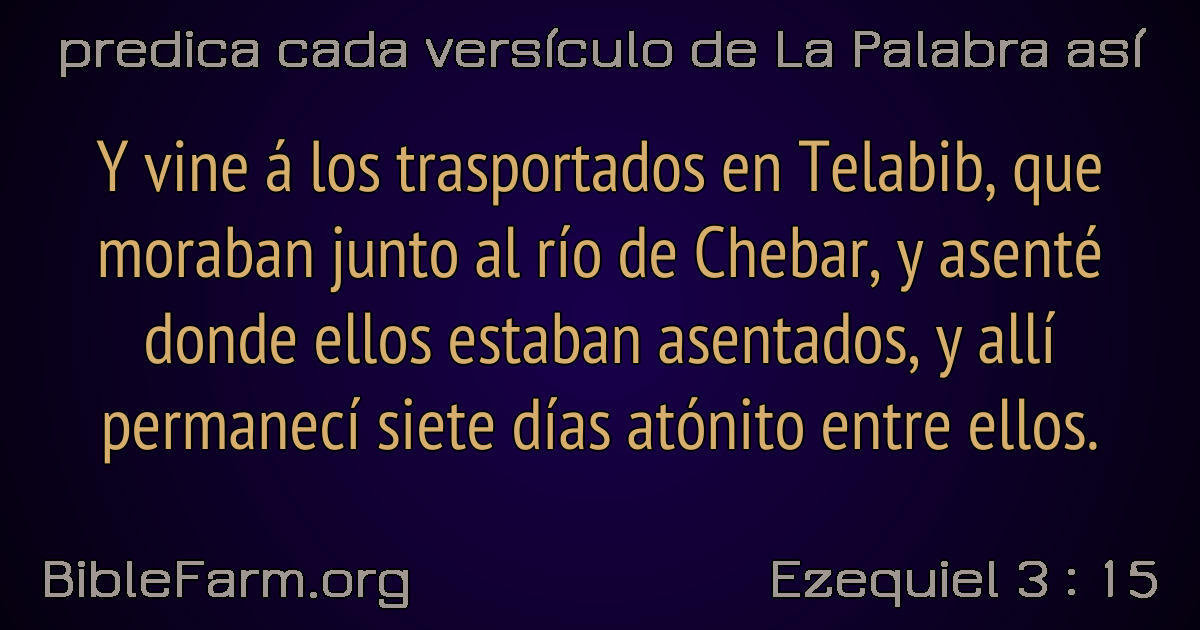 predica cada versículo de La Palabra así
Y vine á los trasportados en Telabib, que
moraban junto al río de Chebar, y asenté
donde ellos estaban asentados, y allí
permanecí siete días atónito entre ellos.
BibleFarm.org
Ezequiel 3 : 15